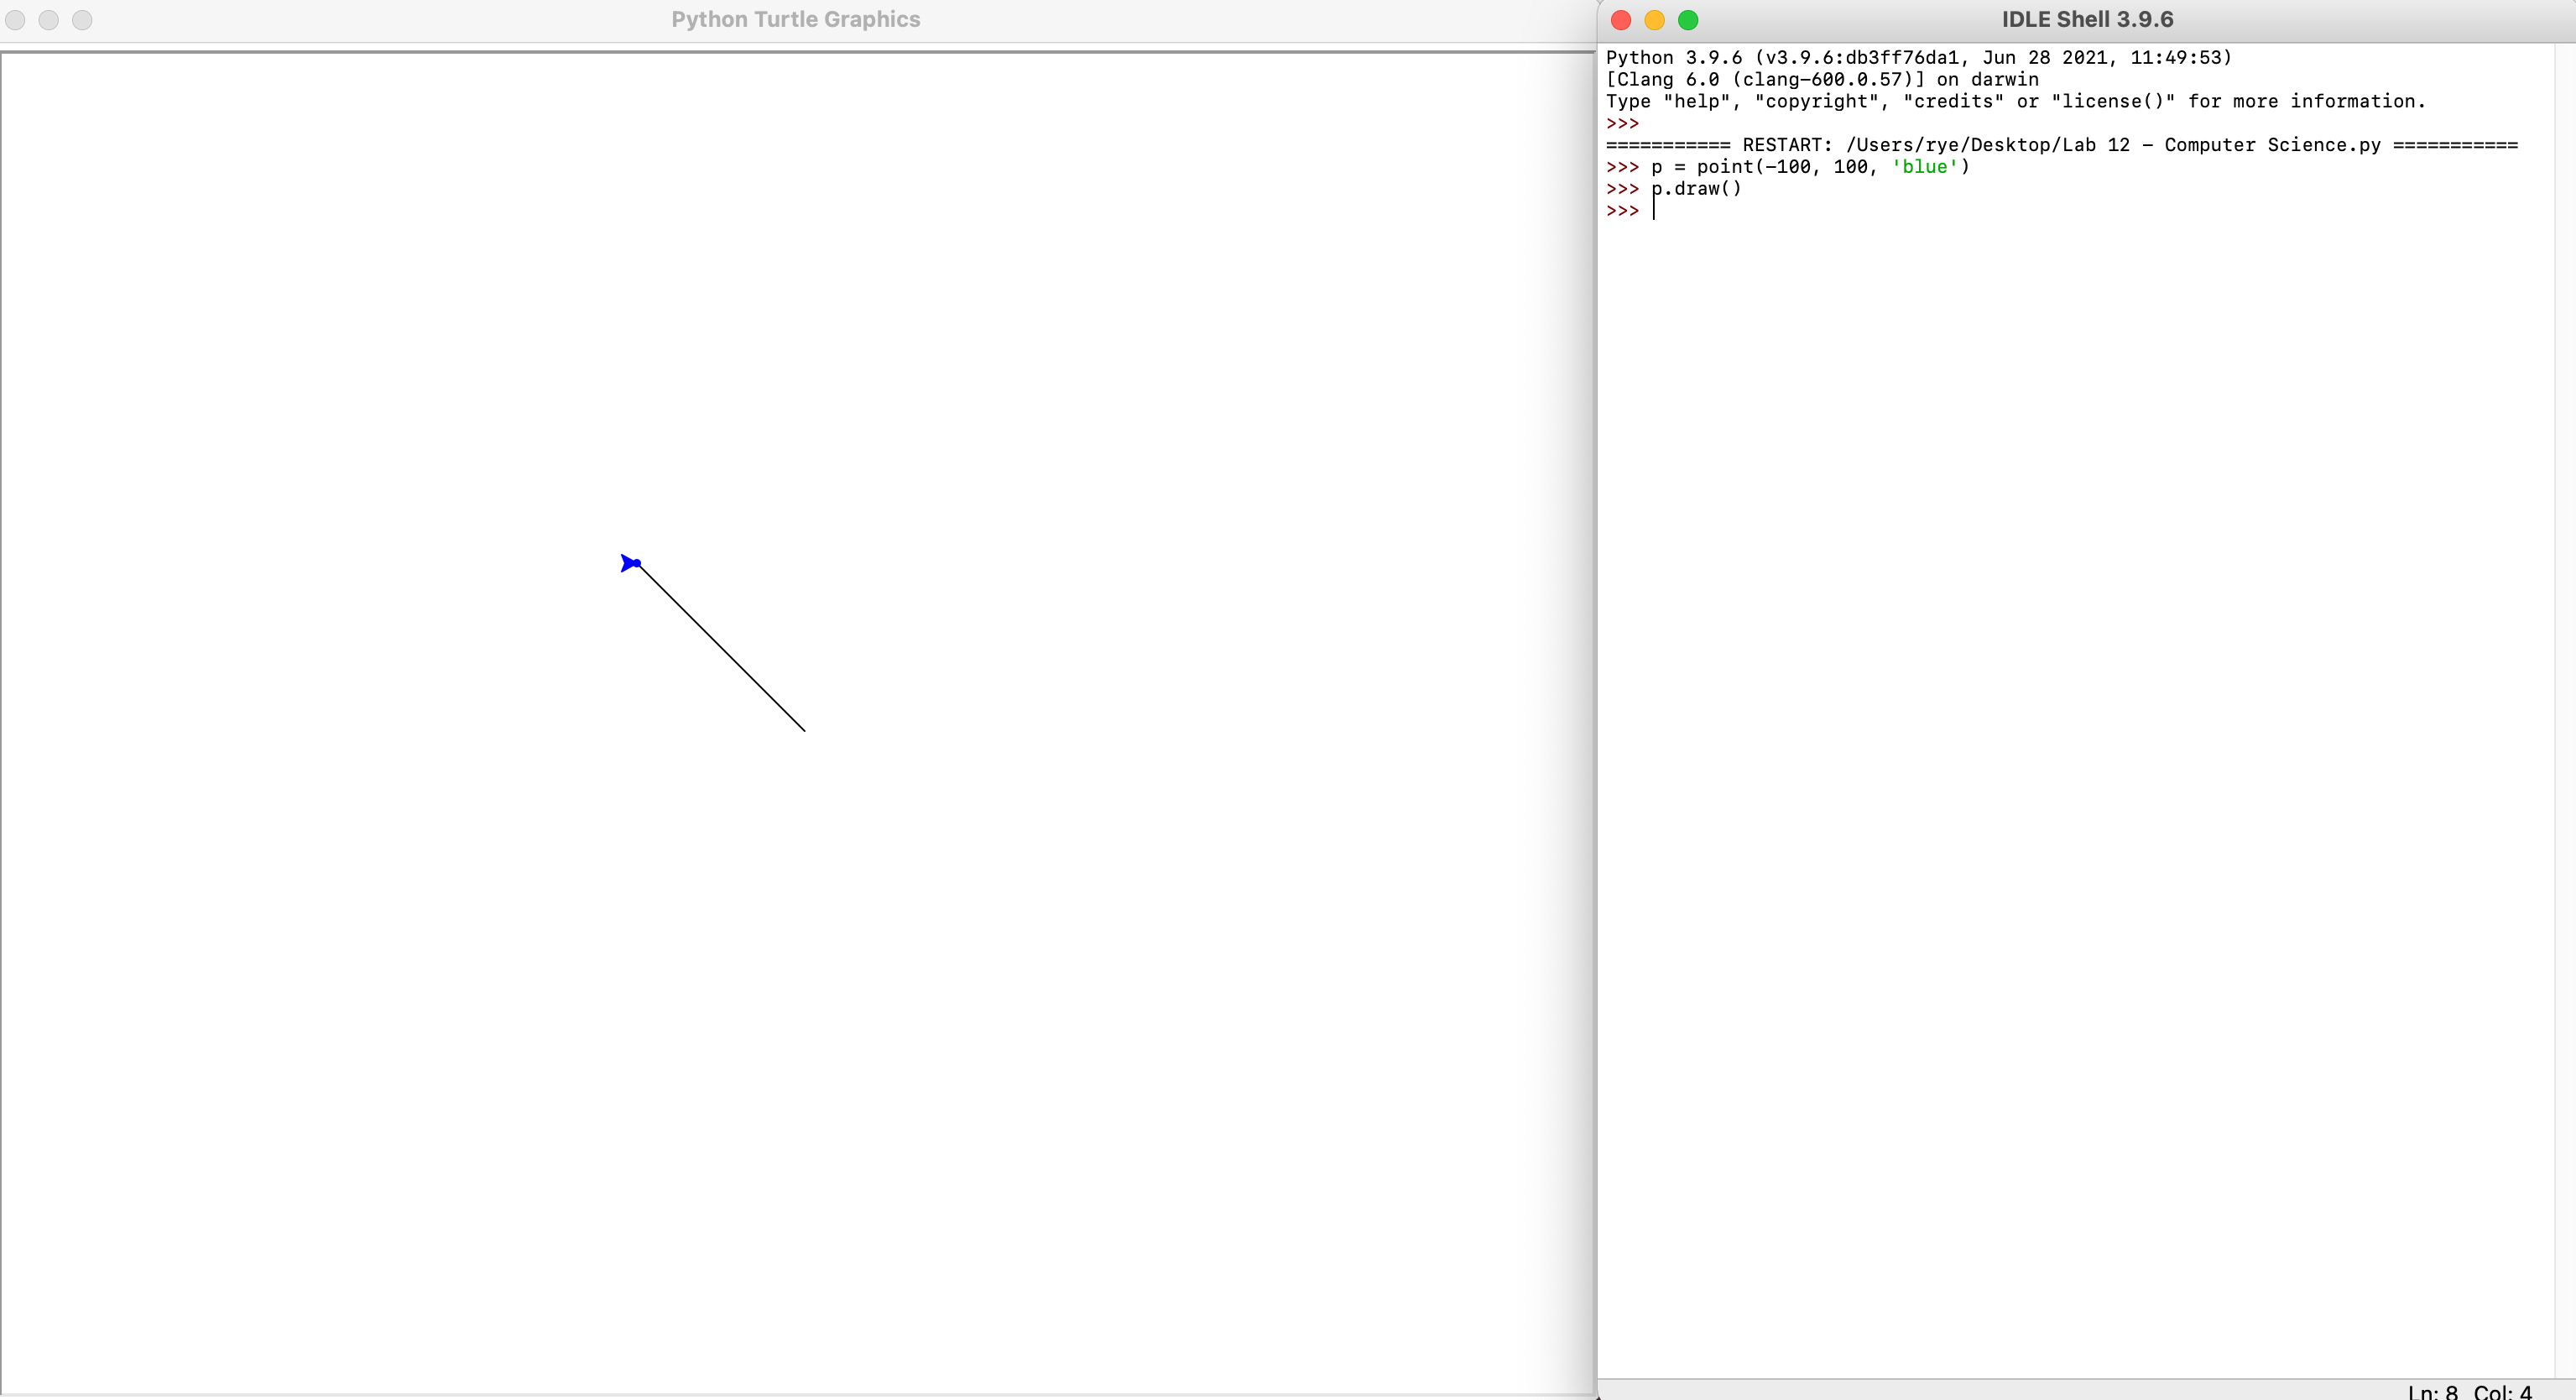 Python Turtle Graphics
IDLE Shell 3.9.6
Python 3.9.6 (v3.9.6:db3ff76da1, Jun 28 2021, 11:49:53)
[Clang 6.0 (clang-600.0.57)] on darwin
Type "help", "copyright", "credits" or "license()" for more information.
>>>
=========== RESTART: /Users/rye/Desktop/Lab 12 - Computer Science.py ===========
>>> p = point(-100, 100, 'blue')
>>> p.draw()
>>>
Ln: 8 Col: 4